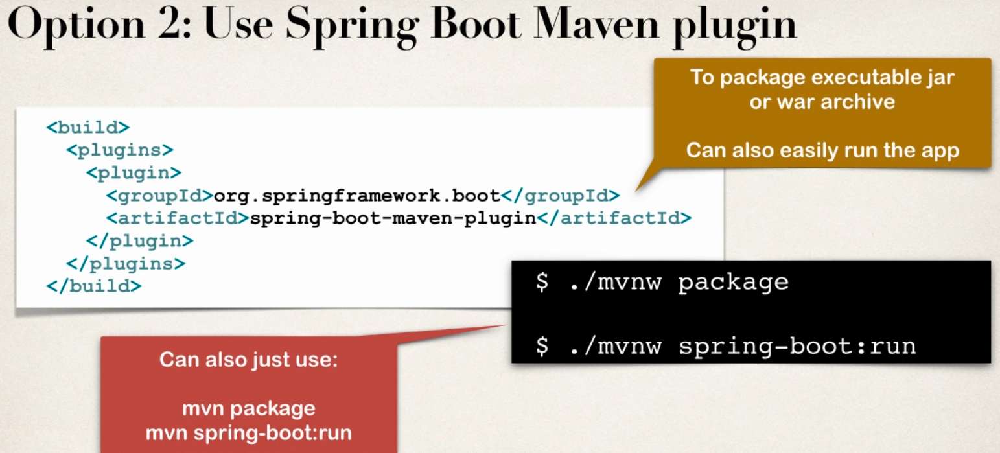 Option 2: Use Spring Boot Maven plugin
To package executable jar
or war archive
Can also easily run the app
<build>
<plugins>
<plugin>
<groupId>org.springframework.boot</groupId>
<artifactId>spring-boot-maven-plugin</artifactId>
</plugin>
</plugins>
</build>
$ ./mvnw package
$ ./mvnw spring-boot:run
Can also just use:
mvn package
mvn spring-boot:run